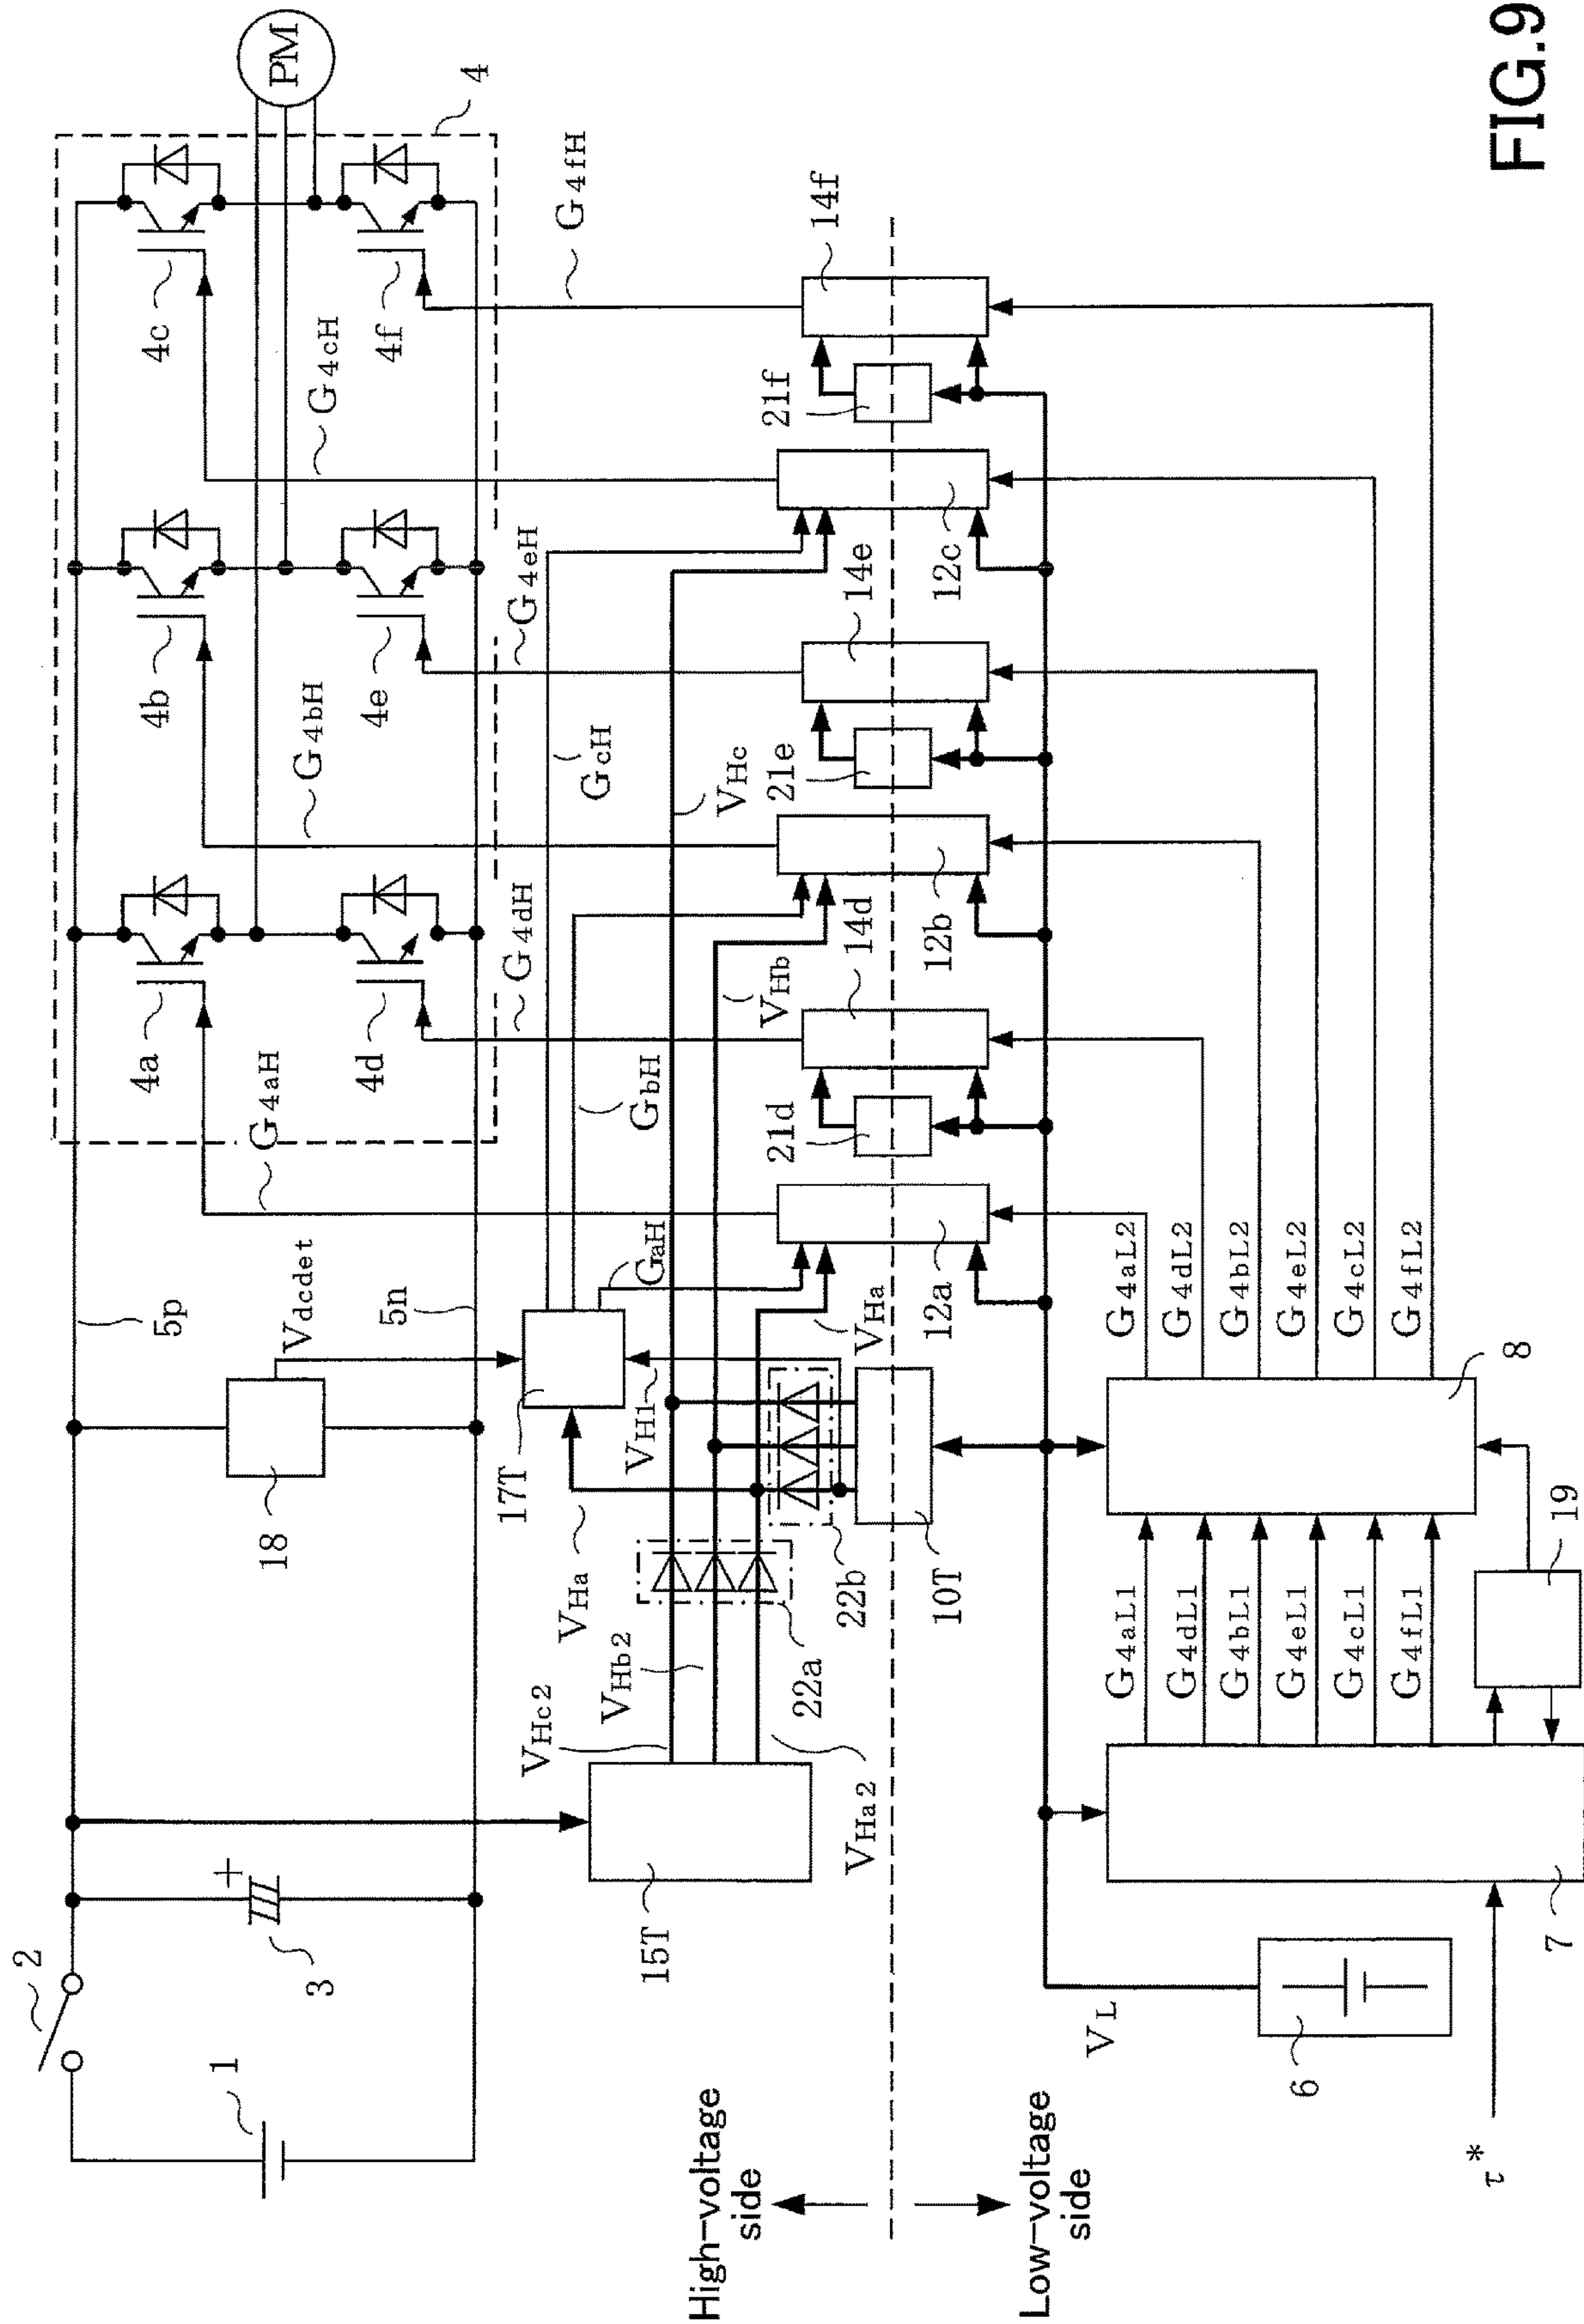 2
1
3
5p
Vdcdet
18
5n
4a
4b
4c
4d
4e
4f
PM
4
G4aH
G4bH
G4cH
G4dH
G4eH
G4fH
15T
VHc2
VHb2
VHa2
VHa
22a
17T
VH1
22b
10T
VHa
GaH
GbH
GcH
VHb
VHc
12a
21d
14d
12b
21e
14e
12c
21f
14f
High-voltage
side
Low-voltage
side
VL
6
τ*
7
G4aL1
G4dL1
G4bL1
G4eL1
G4cL1
G4fL1
19
8
G4aL2
G4dL2
G4bL2
G4eL2
G4cL2
G4fL2
FIG.9